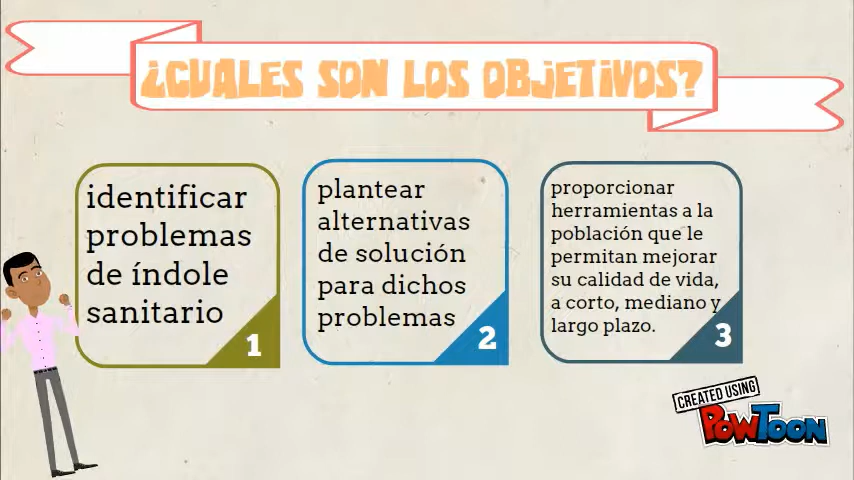 ¿CUALES SON LOS OBJETIVOS?
identificar
problemas
de índole
sanitario
1
plantear
alternativas
de solución
para dichos
problemas
2
proporcionar
herramientas a la
población que le
permitan mejorar
su calidad de vida,
a corto, mediano y
largo plazo.
3
CREATED USING
POWTOON